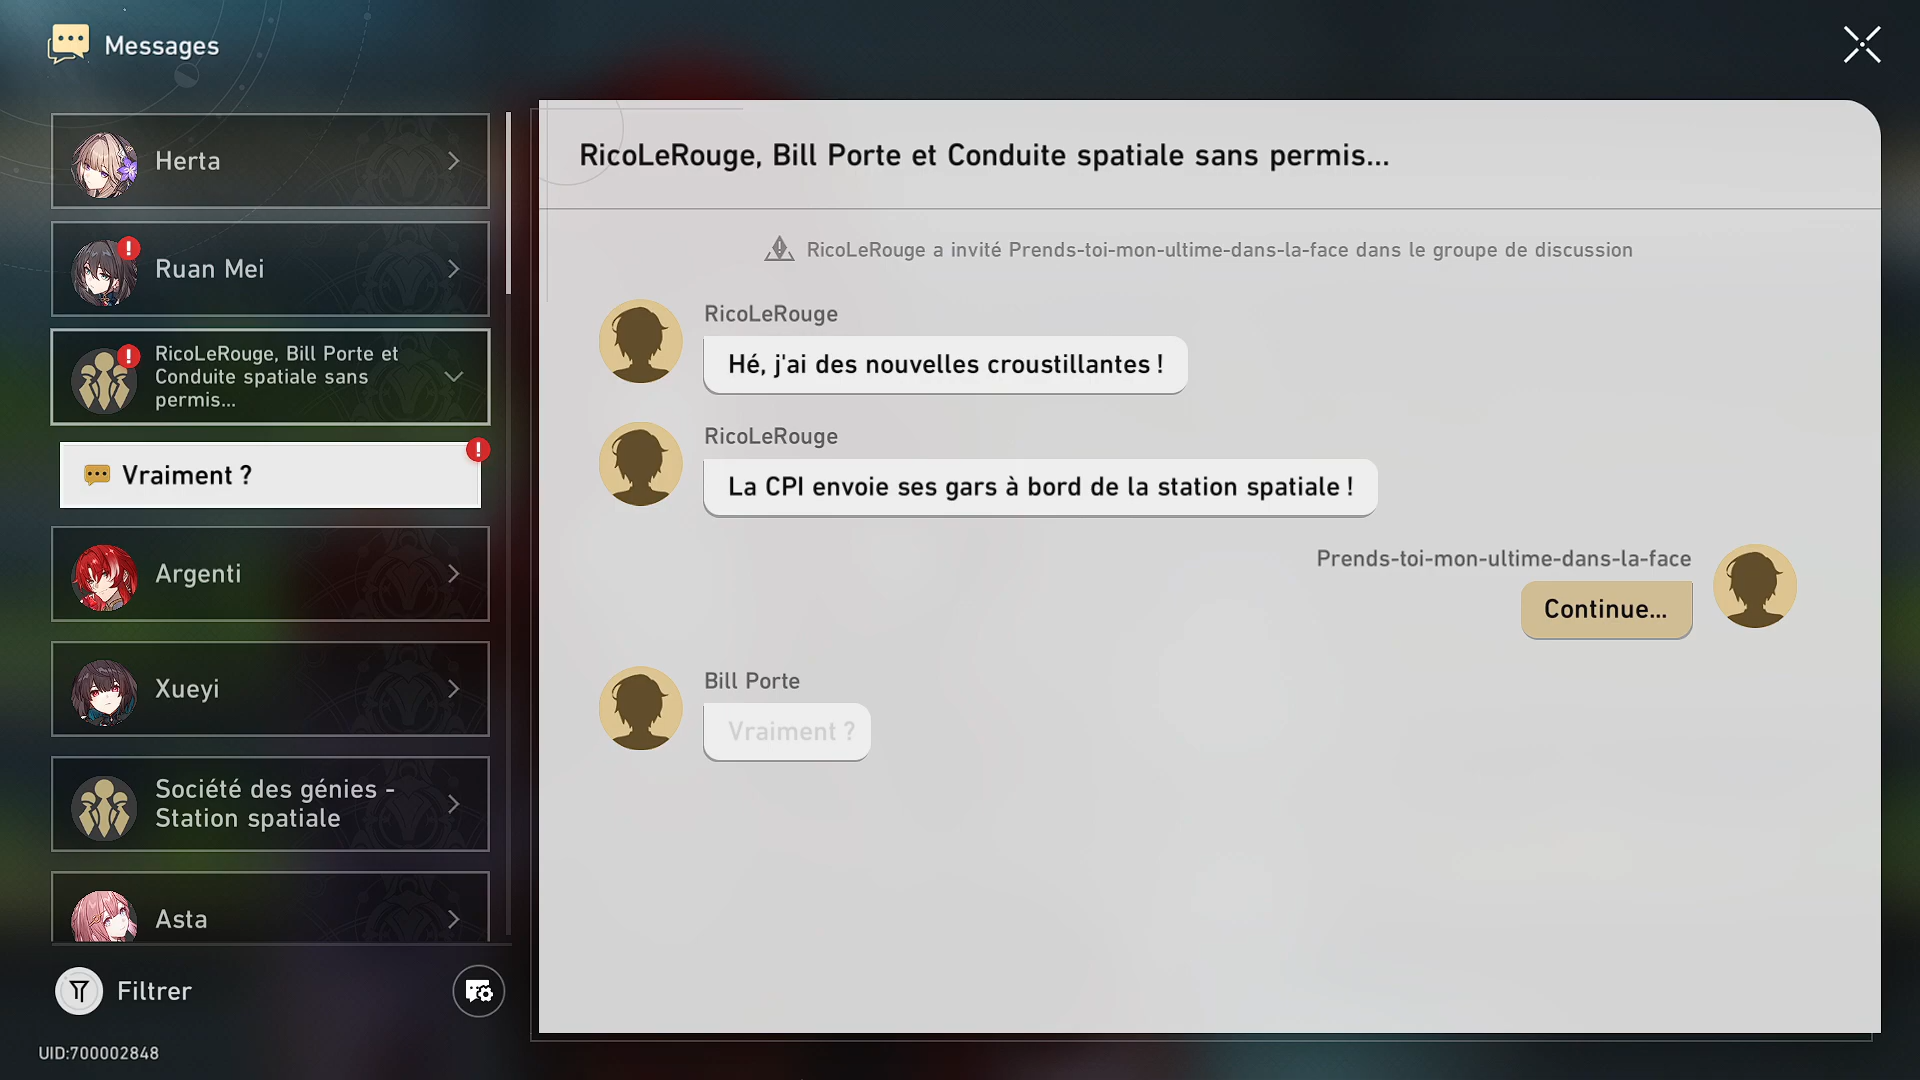 Messages
Herta
Ruan Mei
RicoLeRouge, Bill Porte et
Conduite spatiale sans
permis...
Vraiment ?
Argenti
Xueyi
Société des génies -
Station spatiale
Asta
Filtrer
UID:700002848
RicoLeRouge, Bill Porte et Conduite spatiale sans permis...
RicoLeRouge a invité Prends-toi-mon-ultime-dans-la-face dans le groupe de discussion
RicoLeRouge
Hé, j'ai des nouvelles croustillantes !
RicoLeRouge
La CPI envoie ses gars à bord de la station spatiale !
Prends-toi-mon-ultime-dans-la-face
Continue...
Bill Porte
Vraiment ?